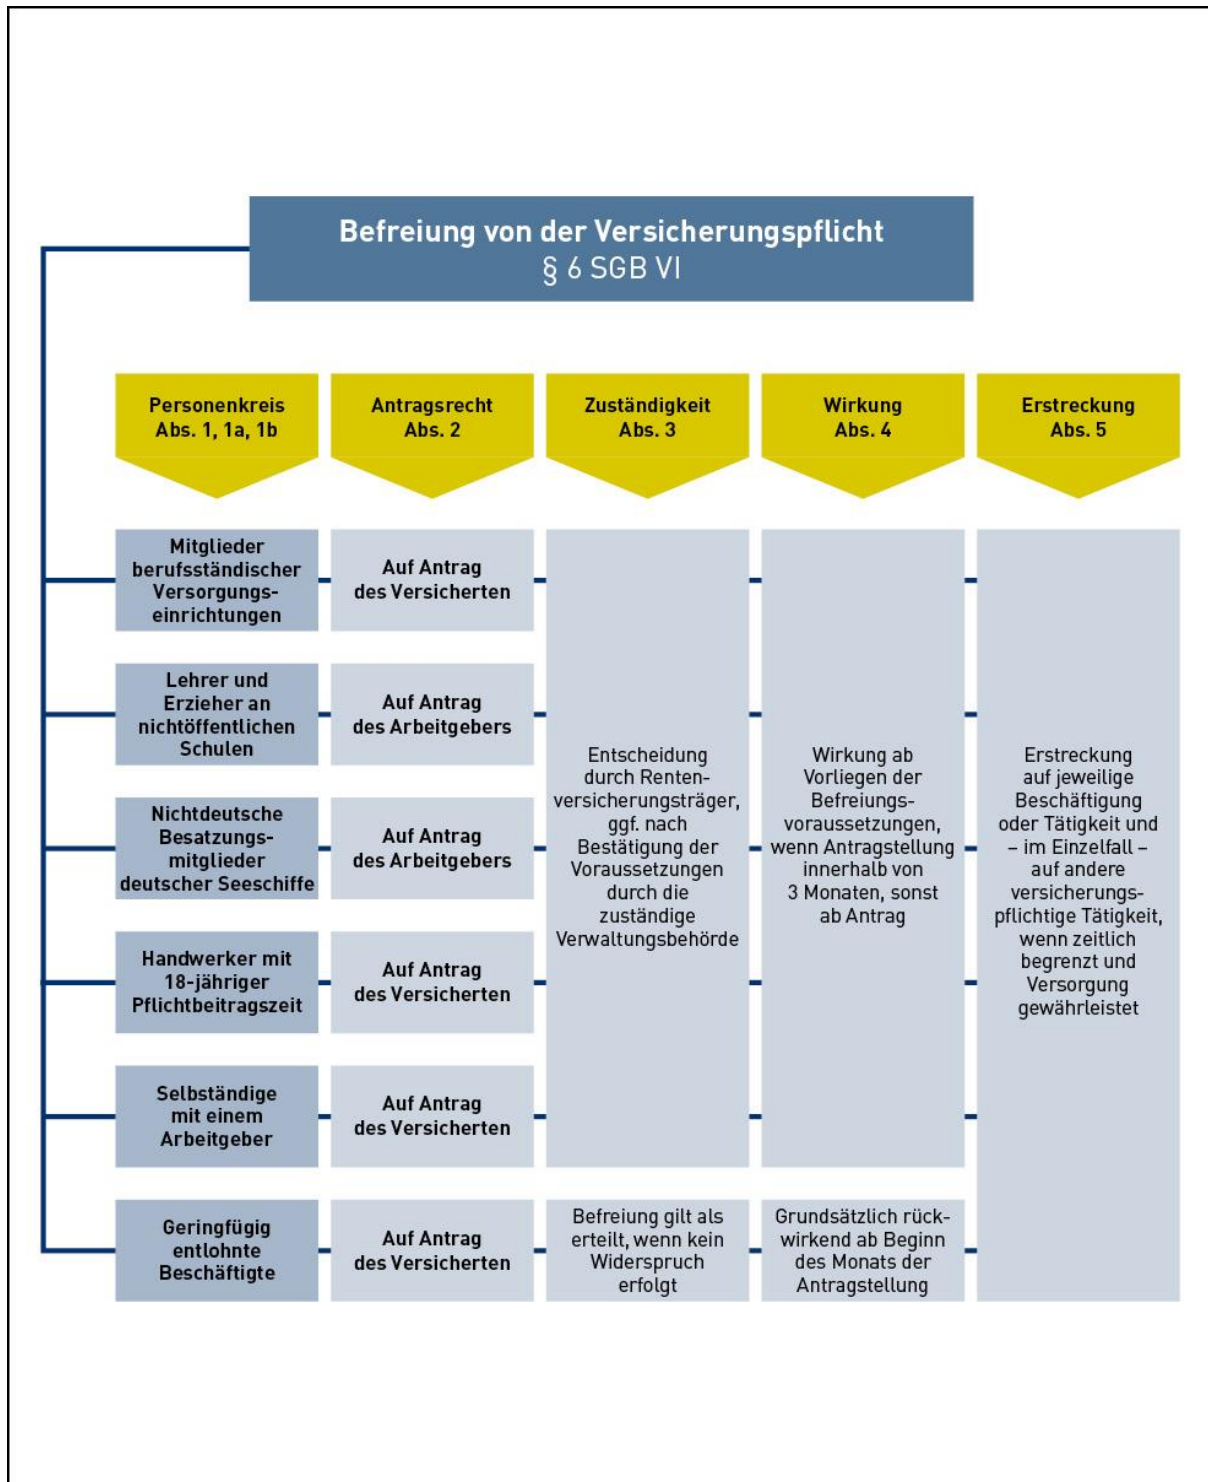 Befreiung von der Versicherungspflicht
§ 6 SGB VI
Personenkreis
Abs. 1, 1a, 1b
Antragsrecht
Abs. 2
Zuständigkeit
Abs. 3
Wirkung
Abs. 4
Erstreckung
Abs. 5
Mitglieder
berufsständischer
Versorgungs-
einrichtungen
Auf Antrag
des Versicherten
Lehrer und
Erzieher an
nichtöffentlichen
Schulen
Auf Antrag
des Arbeitgebers
Nichtdeutsche
Besatzungs-
mitglieder
deutscher Seeschiffe
Auf Antrag
des Arbeitgebers
Handwerker mit
18-jähriger
Pflichtbeitragszeit
Auf Antrag
des Versicherten
Selbständige
mit einem
Arbeitgeber
Auf Antrag
des Versicherten
Entscheidung
durch Renten-
versicherungsträger,
ggf. nach
Bestätigung der
Voraussetzungen
durch die
zuständige
Verwaltungsbehörde
Wirkung ab
Vorliegen der
Befreiungs-
voraussetzungen,
wenn Antragstellung
innerhalb von
3 Monaten, sonst
ab Antrag
Erstreckung
auf jeweilige
Beschäftigung
oder Tätigkeit und
– im Einzelfall –
auf andere
versicherungs-
pflichtige Tätigkeit,
wenn zeitlich
begrenzt und
Versorgung
gewährleistet
Geringfügig
entlohnte
Beschäftigte
Auf Antrag
des Versicherten
Befreiung gilt als
erteilt, wenn kein
Widerspruch
erfolgt
Grundsätzlich rück-
wirkend ab Beginn
des Monats der
Antragstellung